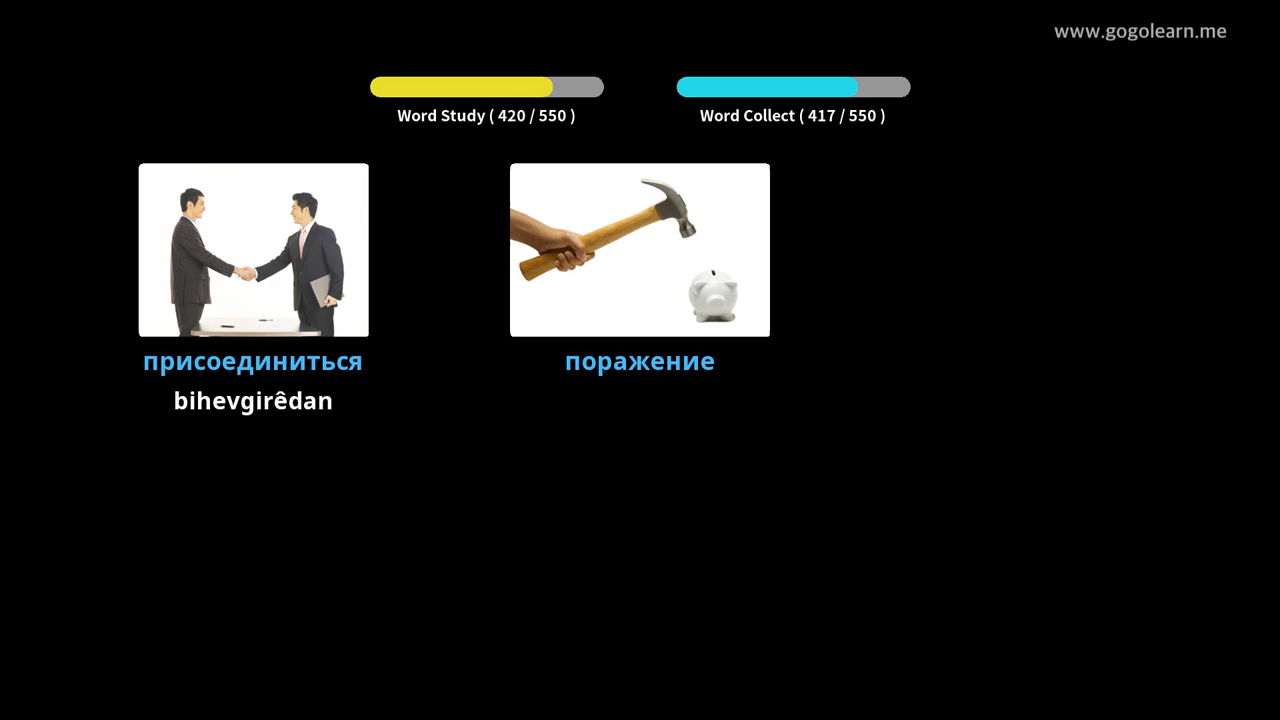 www.gogolearn.me
Word Study ( 420 / 550 )
Word Collect ( 417 / 550 )
присоединиться
bihevgirêdan
поражение